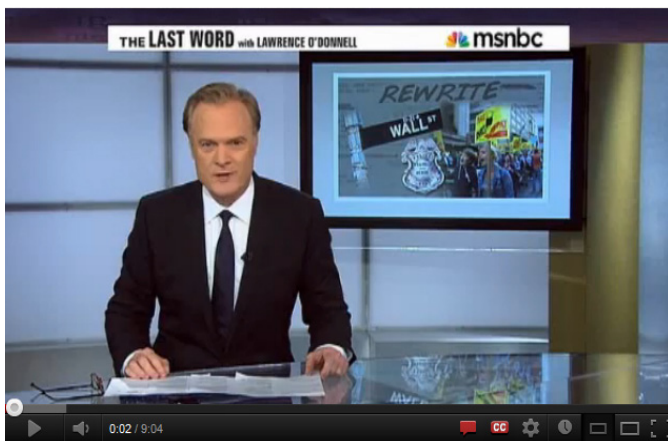 THE LAST WORD with LAWRENCE O'DONNELL
msnbc
REWRITE
WALL ST
0:02 / 9:04
CC